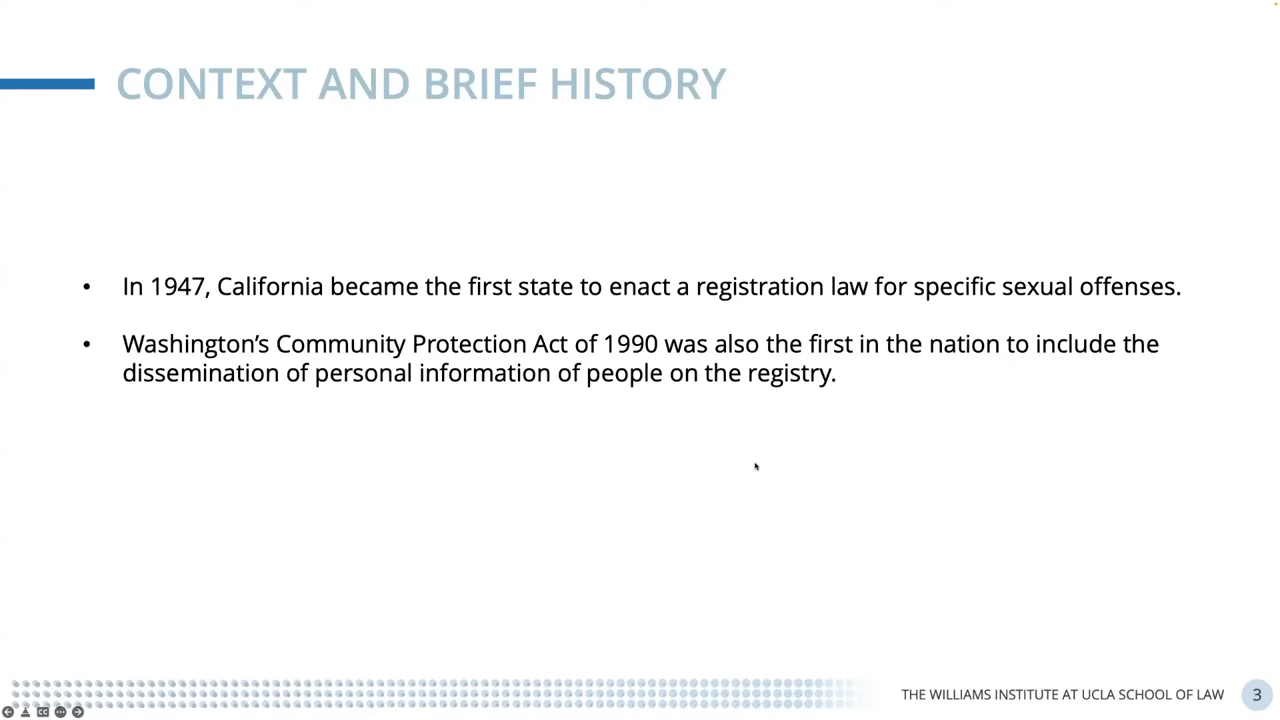 CONTEXT AND BRIEF HISTORY
• In 1947, California became the first state to enact a registration law for specific sexual offenses.
• Washington’s Community Protection Act of 1990 was also the first in the nation to include the
dissemination of personal information of people on the registry.
THE WILLIAMS INSTITUTE AT UCLA SCHOOL OF LAW 3
CC